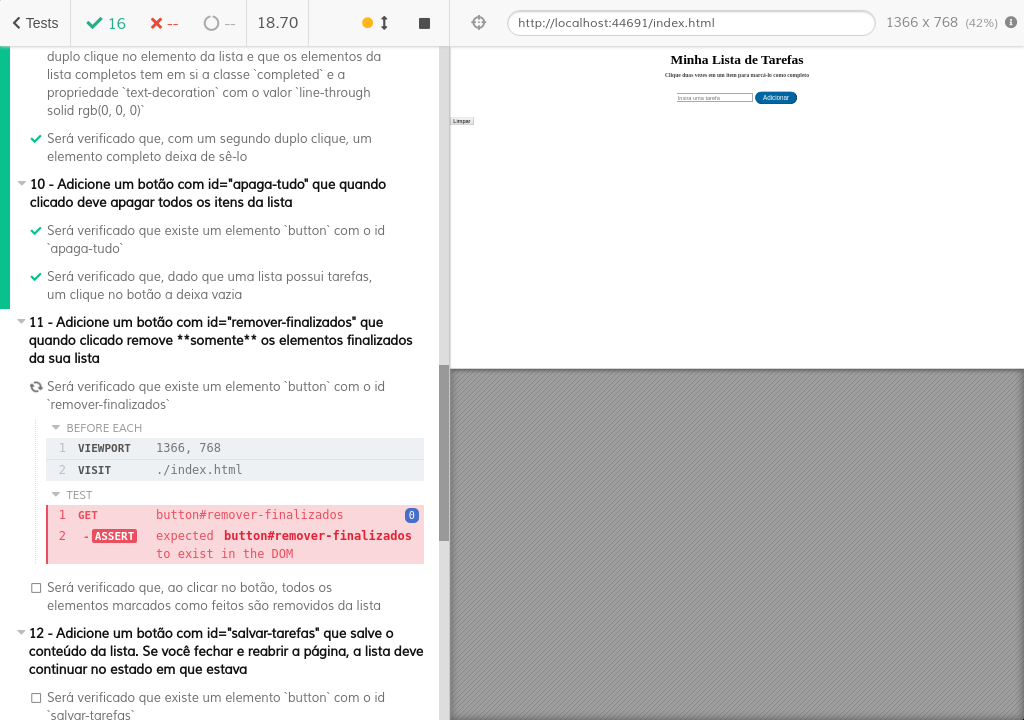 Tests
16
--
--
18.70
http://localhost:44691/index.html
1366 x 768 (42%)
duplo clique no elemento da lista e que os elementos da
lista completos tem em si a classe `completed` e a
propriedade `text-decoration` com o valor `line-through
solid rgb(0, 0, 0)`
Será verificado que, com um segundo duplo clique, um
elemento completo deixa de sê-lo
10 - Adicione um botão com id="apaga-tudo" que quando
clicado deve apagar todos os itens da lista
Será verificado que existe um elemento `button` com o id
`apaga-tudo`
Será verificado que, dado que uma lista possui tarefas,
um clique no botão a deixa vazia
11 - Adicione um botão com id="remover-finalizados" que
quando clicado remove **somente** os elementos finalizados
da sua lista
Será verificado que existe um elemento `button` com o id
`remover-finalizados`
BEFORE EACH
1 VIEWPORT 1366, 768
2 VISIT ./index.html
TEST
1 GET button#remover-finalizados 0
2 -ASSERT expected button#remover-finalizados
to exist in the DOM
Será verificado que, ao clicar no botão, todos os
elementos marcados como feitos são removidos da lista
12 - Adicione um botão com id="salvar-tarefas" que salve o
conteúdo da lista. Se você fechar e reabrir a página, a lista deve
continuar no estado em que estava
Será verificado que existe um elemento `button` com o id
`salvar-tarefas`
Minha Lista de Tarefas
Clique duas vezes em um item para marcá-lo como completo
Insira uma tarefa
Adicionar
Limpar